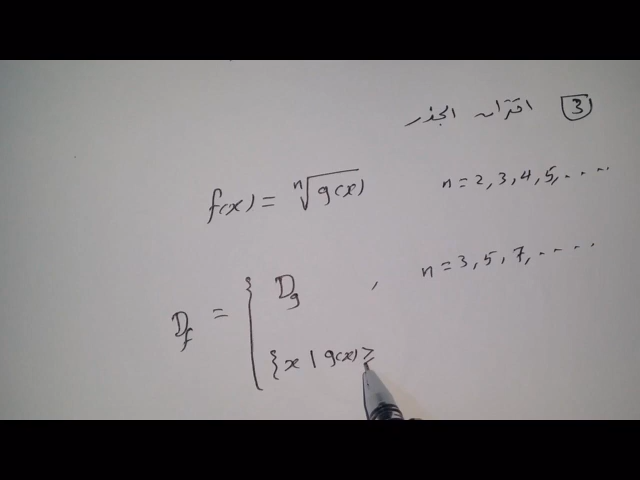 3 اقتران الجذر
f(x) = ⁿ√g(x) n = 2, 3, 4, 5, ....
D_f = { D_g , n = 3, 5, 7, ....
{x | g(x) ≥